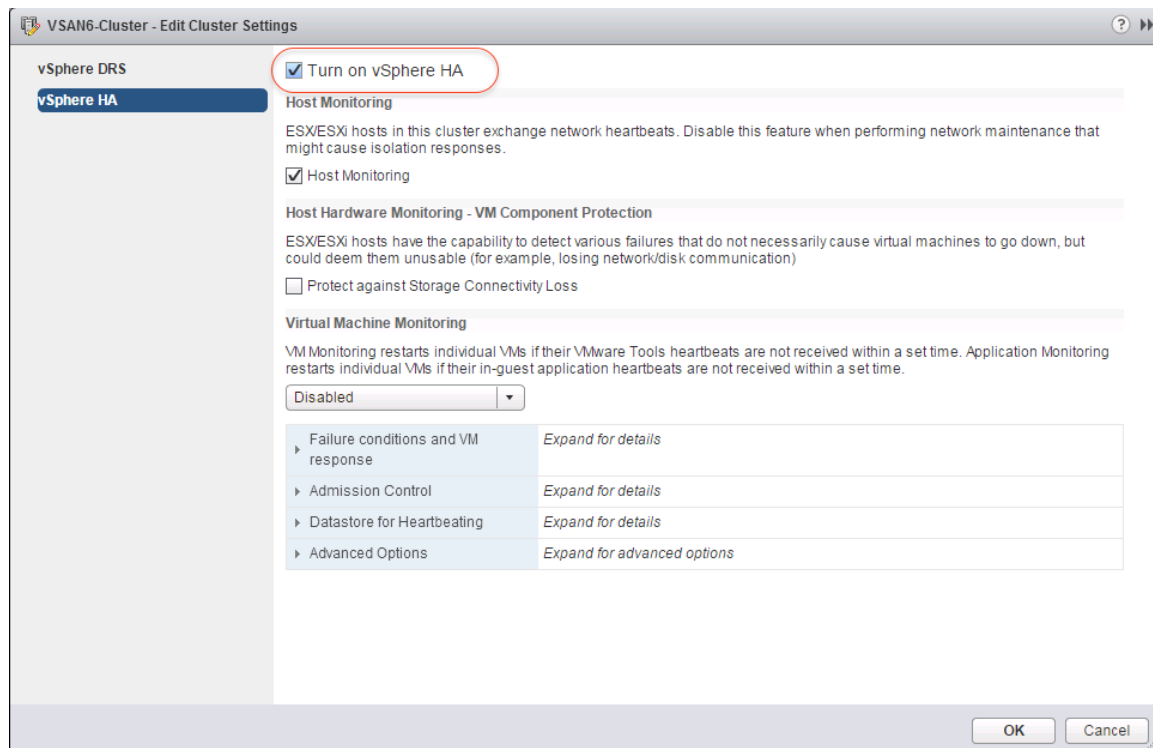 VSAN6-Cluster - Edit Cluster Settings
?
vSphere DRS
vSphere HA
Turn on vSphere HA
Host Monitoring
ESX/ESXi hosts in this cluster exchange network heartbeats. Disable this feature when performing network maintenance that
might cause isolation responses.
Host Monitoring
Host Hardware Monitoring - VM Component Protection
ESX/ESXi hosts have the capability to detect various failures that do not necessarily cause virtual machines to go down, but
could deem them unusable (for example, losing network/disk communication)
Protect against Storage Connectivity Loss
Virtual Machine Monitoring
VM Monitoring restarts individual VMs if their VMware Tools heartbeats are not received within a set time. Application Monitoring
restarts individual VMs if their in-guest application heartbeats are not received within a set time.
Disabled
Failure conditions and VM
response
Expand for details
Admission Control
Expand for details
Datastore for Heartbeating
Expand for details
Advanced Options
Expand for advanced options
OK
Cancel